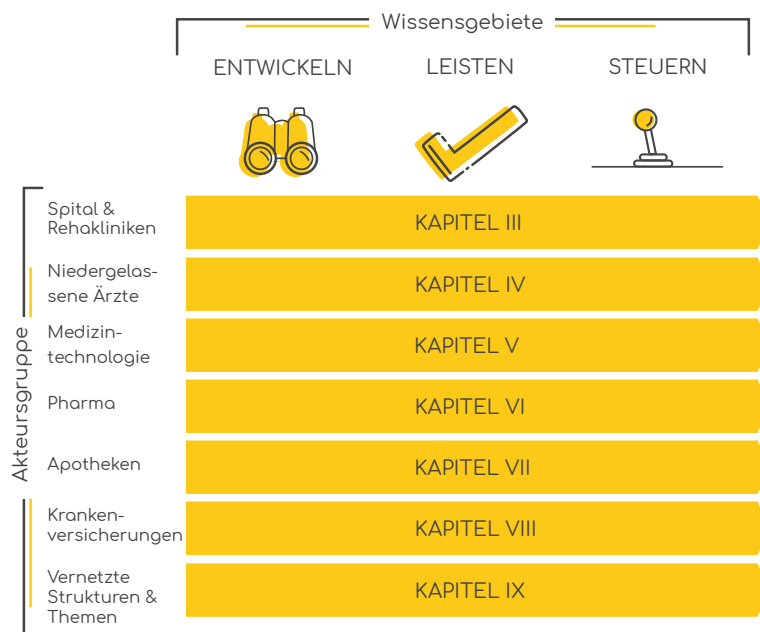 Wissensgebiete
ENTWICKELN LEISTEN STEUERN
Akteursgruppe
Spital &
Rehakliniken
KAPITEL III
Niedergelas-
sene Ärzte
KAPITEL IV
Medizin-
technologie
KAPITEL V
Pharma
KAPITEL VI
Apotheken
KAPITEL VII
Kranken-
versicherungen
KAPITEL VIII
Vernetzte
Strukturen &
Themen
KAPITEL IX